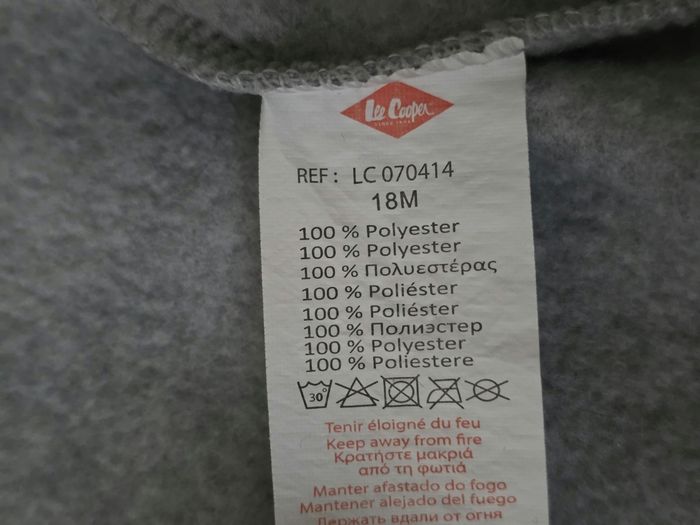 Lee Cooper
SINCE 1908
REF : LC 070414
18M
100 % Polyester
100 % Polyester
100 % Πολυεστέρας
100 % Poliéster
100 % Poliéster
100 % Полиэстер
100 % Polyester
100 % Poliestere
30°
Tenir éloigné du feu
Keep away from fire
Κρατήστε μακριά
από τη φωτιά
Manter afastado do fogo
Mantener alejado del fuego
Держать вдали от огня